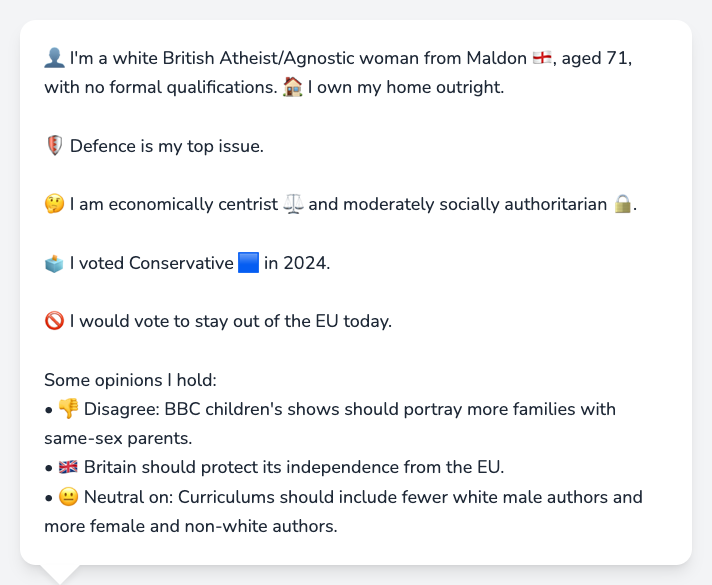 👤 I'm a white British Atheist/Agnostic woman from Maldon 🏴󠁧󠁢󠁥󠁮󠁧󠁿, aged 71,
with no formal qualifications. 🏠 I own my home outright.
🛡️ Defence is my top issue.
🤔 I am economically centrist ⚖️ and moderately socially authoritarian 🔒.
🗳️ I voted Conservative 🟦 in 2024.
🚫 I would vote to stay out of the EU today.
Some opinions I hold:
• 👎 Disagree: BBC children's shows should portray more families with
same-sex parents.
• 🇬🇧 Britain should protect its independence from the EU.
• 😐 Neutral on: Curriculums should include fewer white male authors and
more female and non-white authors.